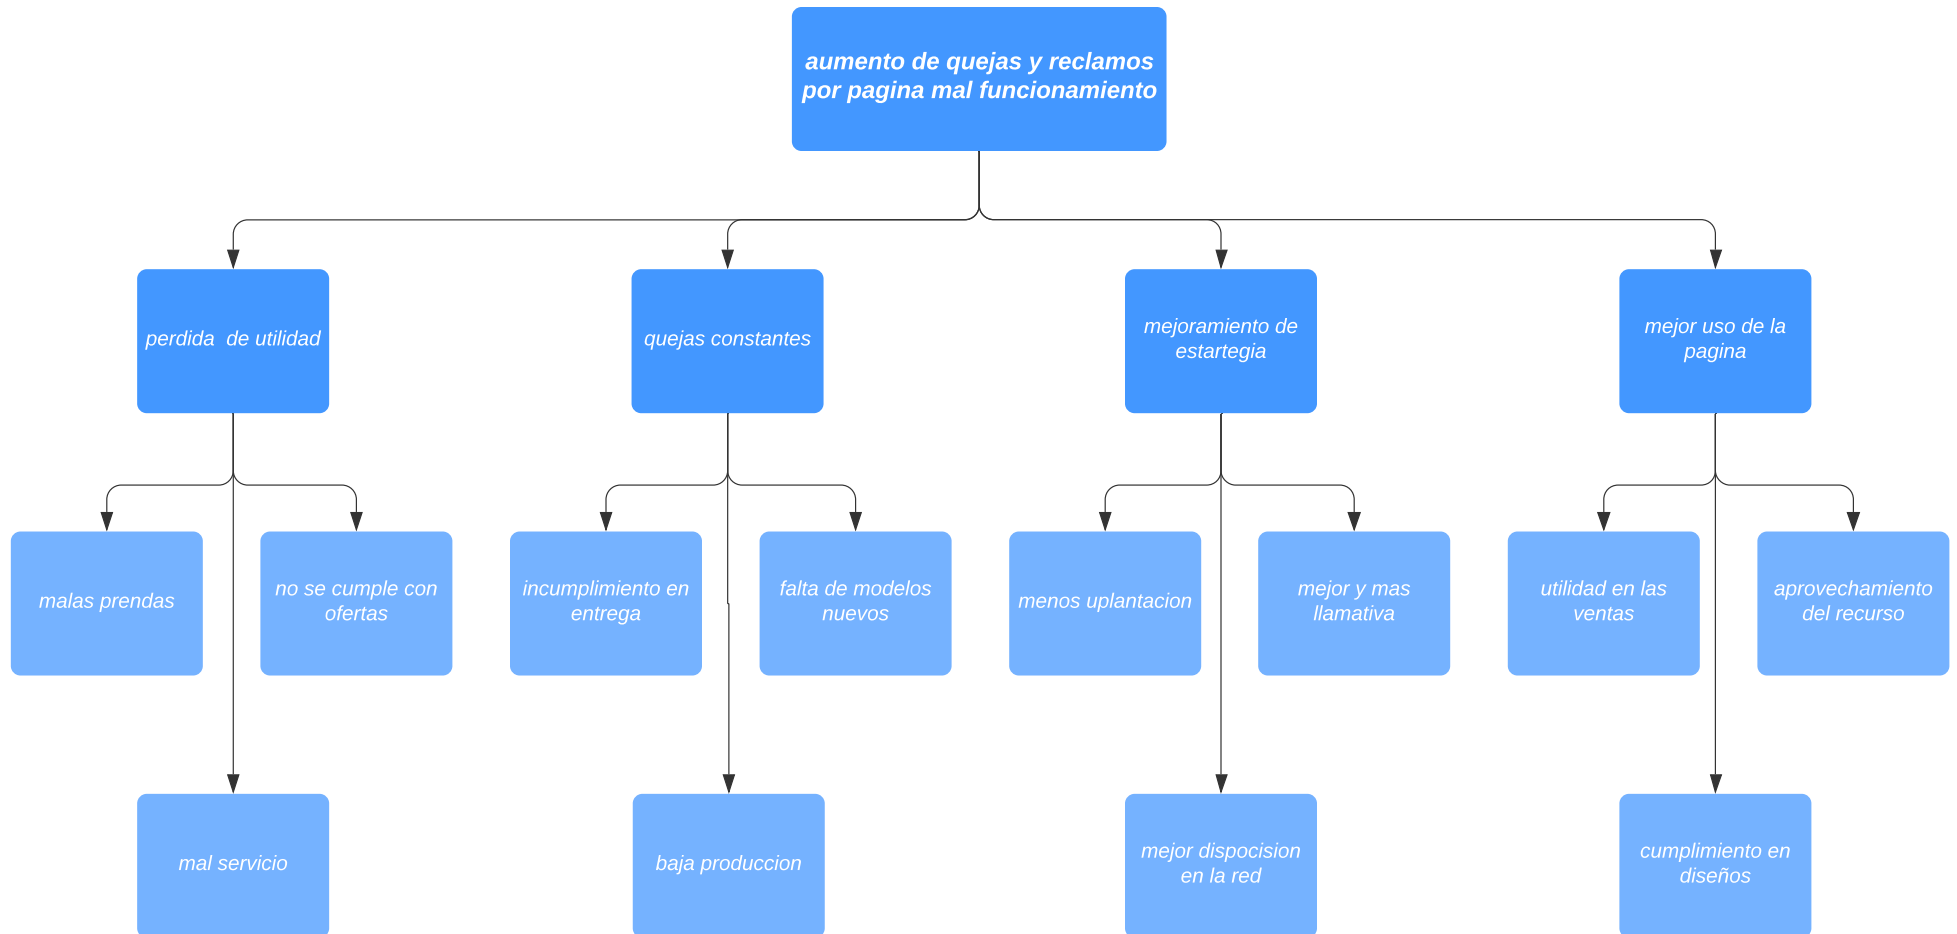 aumento de quejas y reclamos
por pagina mal funcionamiento
perdida  de utilidad
quejas constantes
mejoramiento de
estartegia
mejor uso de la
pagina
malas prendas
no se cumple con
ofertas
incumplimiento en
entrega
falta de modelos
nuevos
menos uplantacion
mejor y mas
llamativa
utilidad en las
ventas
aprovechamiento
del recurso
mal servicio
baja produccion
mejor dispocision
en la red
cumplimiento en
diseños